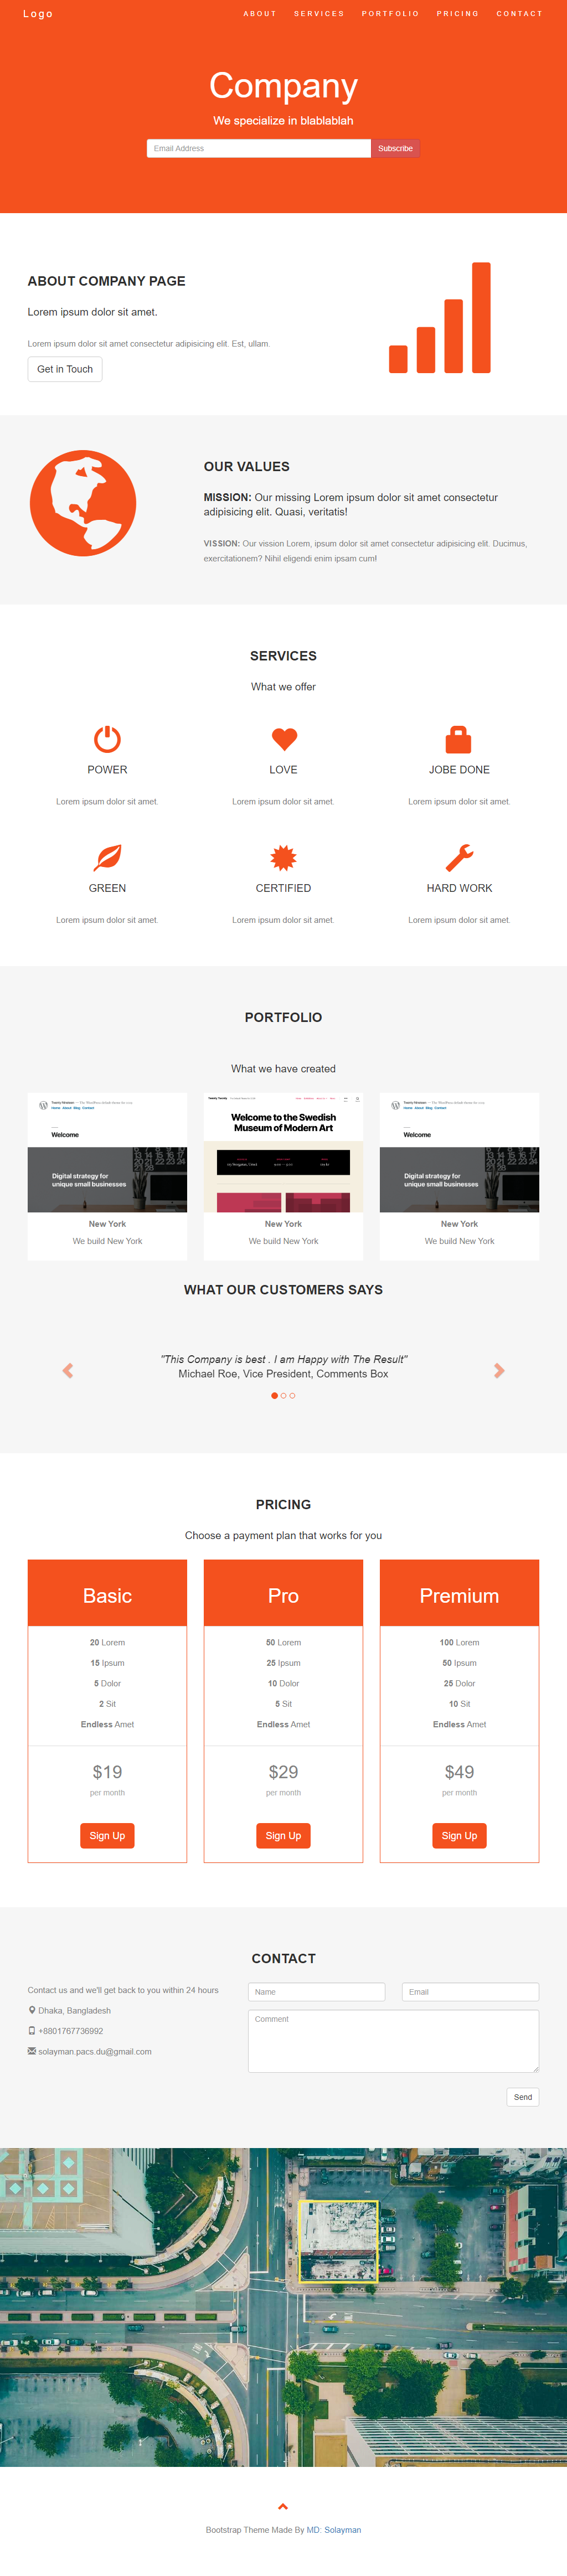 Logo
ABOUT SERVICES PORTFOLIO PRICING CONTACT
Company
We specialize in blablablah
Email Address Subscribe
ABOUT COMPANY PAGE
Lorem ipsum dolor sit amet.
Lorem ipsum dolor sit amet consectetur adipisicing elit. Est, ullam.
Get in Touch
OUR VALUES
MISSION: Our missing Lorem ipsum dolor sit amet consectetur
adipisicing elit. Quasi, veritatis!
VISSION: Our vission Lorem, ipsum dolor sit amet consectetur adipisicing elit. Ducimus,
exercitationem? Nihil eligendi enim ipsam cum!
SERVICES
What we offer
POWER LOVE JOBE DONE
Lorem ipsum dolor sit amet. Lorem ipsum dolor sit amet. Lorem ipsum dolor sit amet.
GREEN CERTIFIED HARD WORK
Lorem ipsum dolor sit amet. Lorem ipsum dolor sit amet. Lorem ipsum dolor sit amet.
PORTFOLIO
What we have created
Home About Blog Contact
Welcome
Digital strategy for
unique small businesses
Welcome to the Swedish
Museum of Modern Art
Home About Blog Contact
Welcome
Digital strategy for
unique small businesses
New York New York New York
We build New York We build New York We build New York
WHAT OUR CUSTOMERS SAYS
"This Company is best . I am Happy with The Result"
Michael Roe, Vice President, Comments Box
PRICING
Choose a payment plan that works for you
Basic Pro Premium
20 Lorem 50 Lorem 100 Lorem
15 Ipsum 25 Ipsum 50 Ipsum
5 Dolor 10 Dolor 25 Dolor
2 Sit 5 Sit 10 Sit
Endless Amet Endless Amet Endless Amet
$19 $29 $49
per month per month per month
Sign Up Sign Up Sign Up
CONTACT
Contact us and we'll get back to you within 24 hours
Dhaka, Bangladesh
+8801767736992
solayman.pacs.du@gmail.com
Name Email
Comment
Send
Bootstrap Theme Made By MD: Solayman